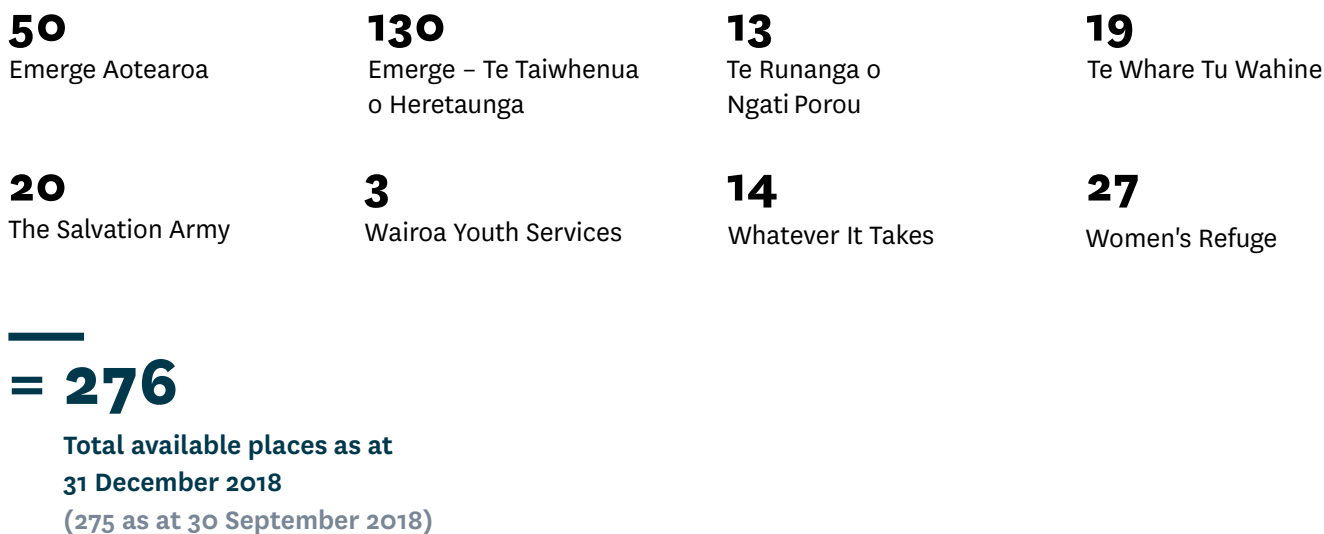 50
Emerge Aotearoa
130
Emerge – Te Taiwhenua
o Heretaunga
13
Te Runanga o
Ngati Porou
19
Te Whare Tu Wahine
20
The Salvation Army
3
Wairoa Youth Services
14
Whatever It Takes
27
Women's Refuge
= 276
Total available places as at
31 December 2018
(275 as at 30 September 2018)